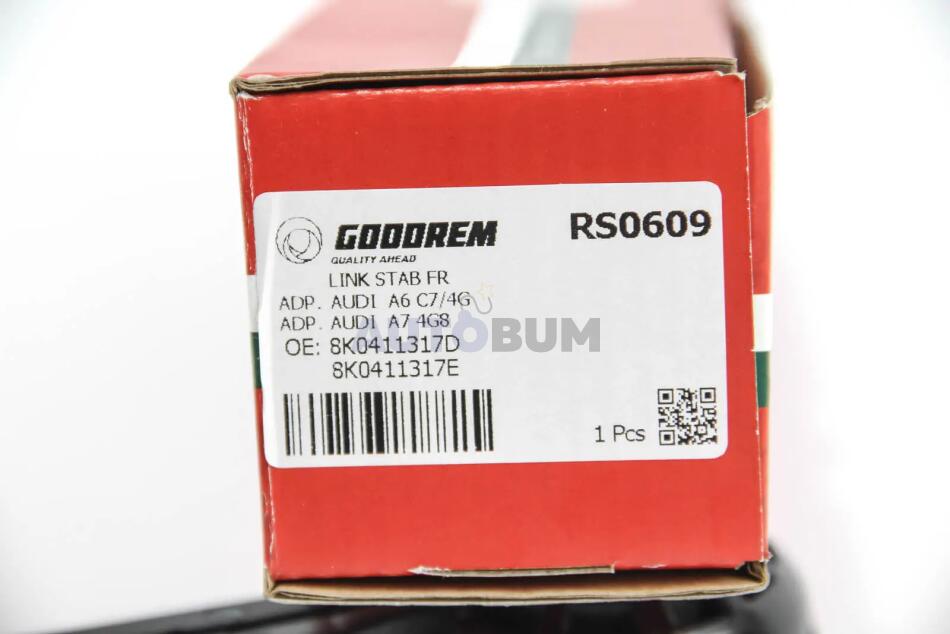 GOODREM
RS0609
QUALITY AHEAD
LINK STAB FR
ADP. AUDI A6 C7/4G
ADP. AUDI A7 4G8
AUTOBUM
OE: 8K0411317D
8K0411317E
1 Pcs